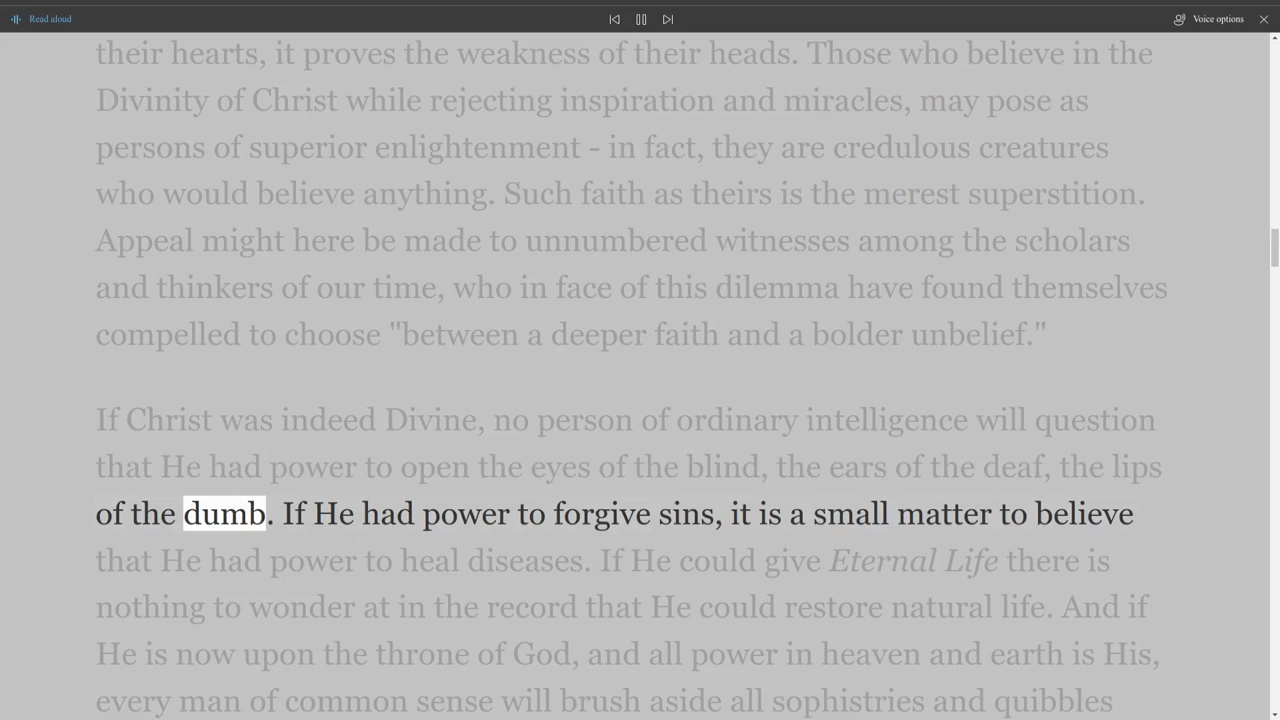 Read aloud
Voice options
their hearts, it proves the weakness of their heads. Those who believe in the
Divinity of Christ while rejecting inspiration and miracles, may pose as
persons of superior enlightenment - in fact, they are credulous creatures
who would believe anything. Such faith as theirs is the merest superstition.
Appeal might here be made to unnumbered witnesses among the scholars
and thinkers of our time, who in face of this dilemma have found themselves
compelled to choose "between a deeper faith and a bolder unbelief."
If Christ was indeed Divine, no person of ordinary intelligence will question
that He had power to open the eyes of the blind, the ears of the deaf, the lips
of the dumb. If He had power to forgive sins, it is a small matter to believe
that He had power to heal diseases. If He could give Eternal Life there is
nothing to wonder at in the record that He could restore natural life. And if
He is now upon the throne of God, and all power in heaven and earth is His,
every man of common sense will brush aside all sophistries and quibbles